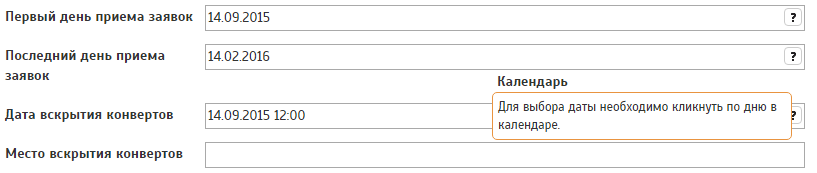 Первый день приема заявок 14.09.2015 ?
Последний день приема заявок 14.02.2016 ?
Календарь
Для выбора даты необходимо кликнуть по дню в календаре.
Дата вскрытия конвертов 14.09.2015 12:00 ?
Место вскрытия конвертов